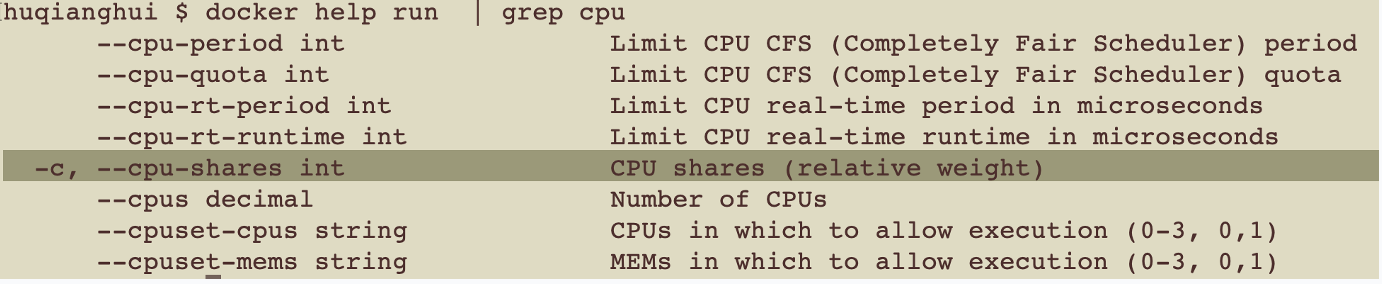 huqianghui $ docker help run  | grep cpu
      --cpu-period int                 Limit CPU CFS (Completely Fair Scheduler) period
      --cpu-quota int                  Limit CPU CFS (Completely Fair Scheduler) quota
      --cpu-rt-period int              Limit CPU real-time period in microseconds
      --cpu-rt-runtime int             Limit CPU real-time runtime in microseconds
  -c, --cpu-shares int                 CPU shares (relative weight)
      --cpus decimal                   Number of CPUs
      --cpuset-cpus string             CPUs in which to allow execution (0-3, 0,1)
      --cpuset-mems string             MEMs in which to allow execution (0-3, 0,1)